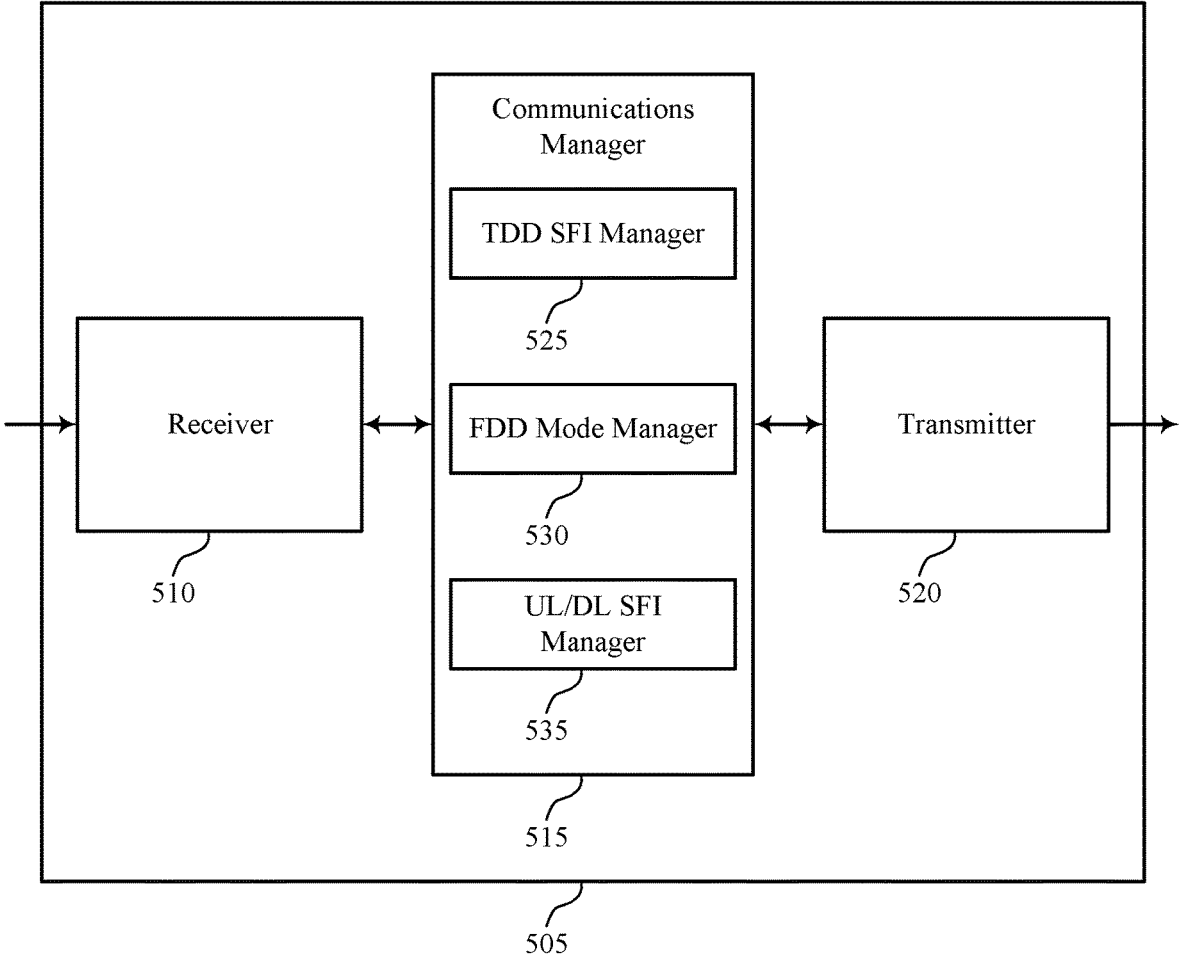 Communications
Manager
TDD SFI Manager
525
Receiver
510
FDD Mode Manager
530
Transmitter
520
UL/DL SFI
Manager
535
515
505